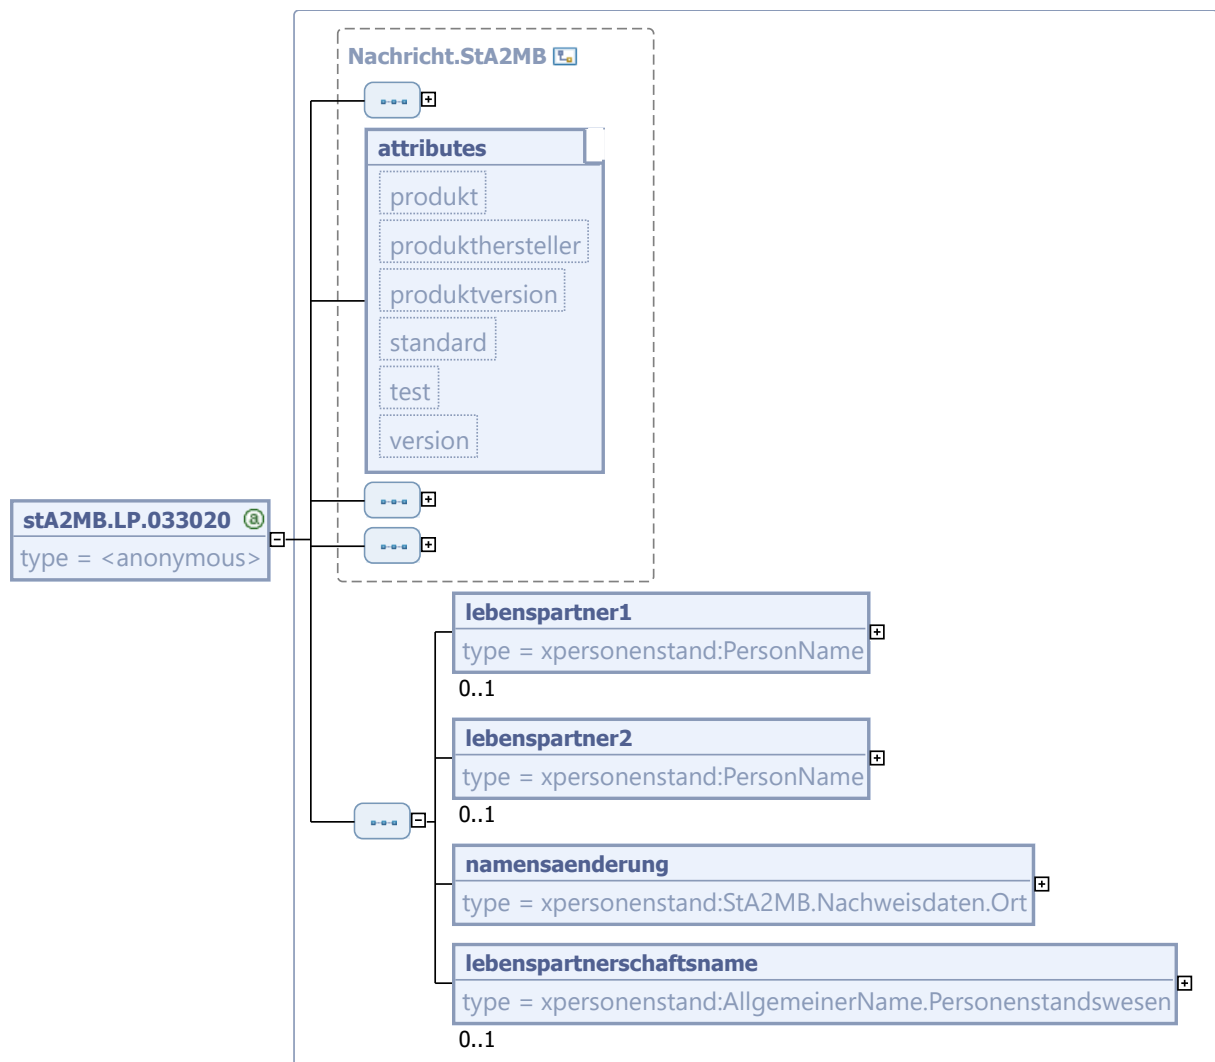 Nachricht.StA2MB
attributes
produkt
produkthersteller
produktversion
standard
test
version
stA2MB.LP.033020
type = <anonymous>
lebenspartner1
type = xpersonenstand:PersonName
0..1
lebenspartner2
type = xpersonenstand:PersonName
0..1
namensaenderung
type = xpersonenstand:StA2MB.Nachweisdaten.Ort
lebenspartnerschaftsname
type = xpersonenstand:AllgemeinerName.Personenstandswesen
0..1